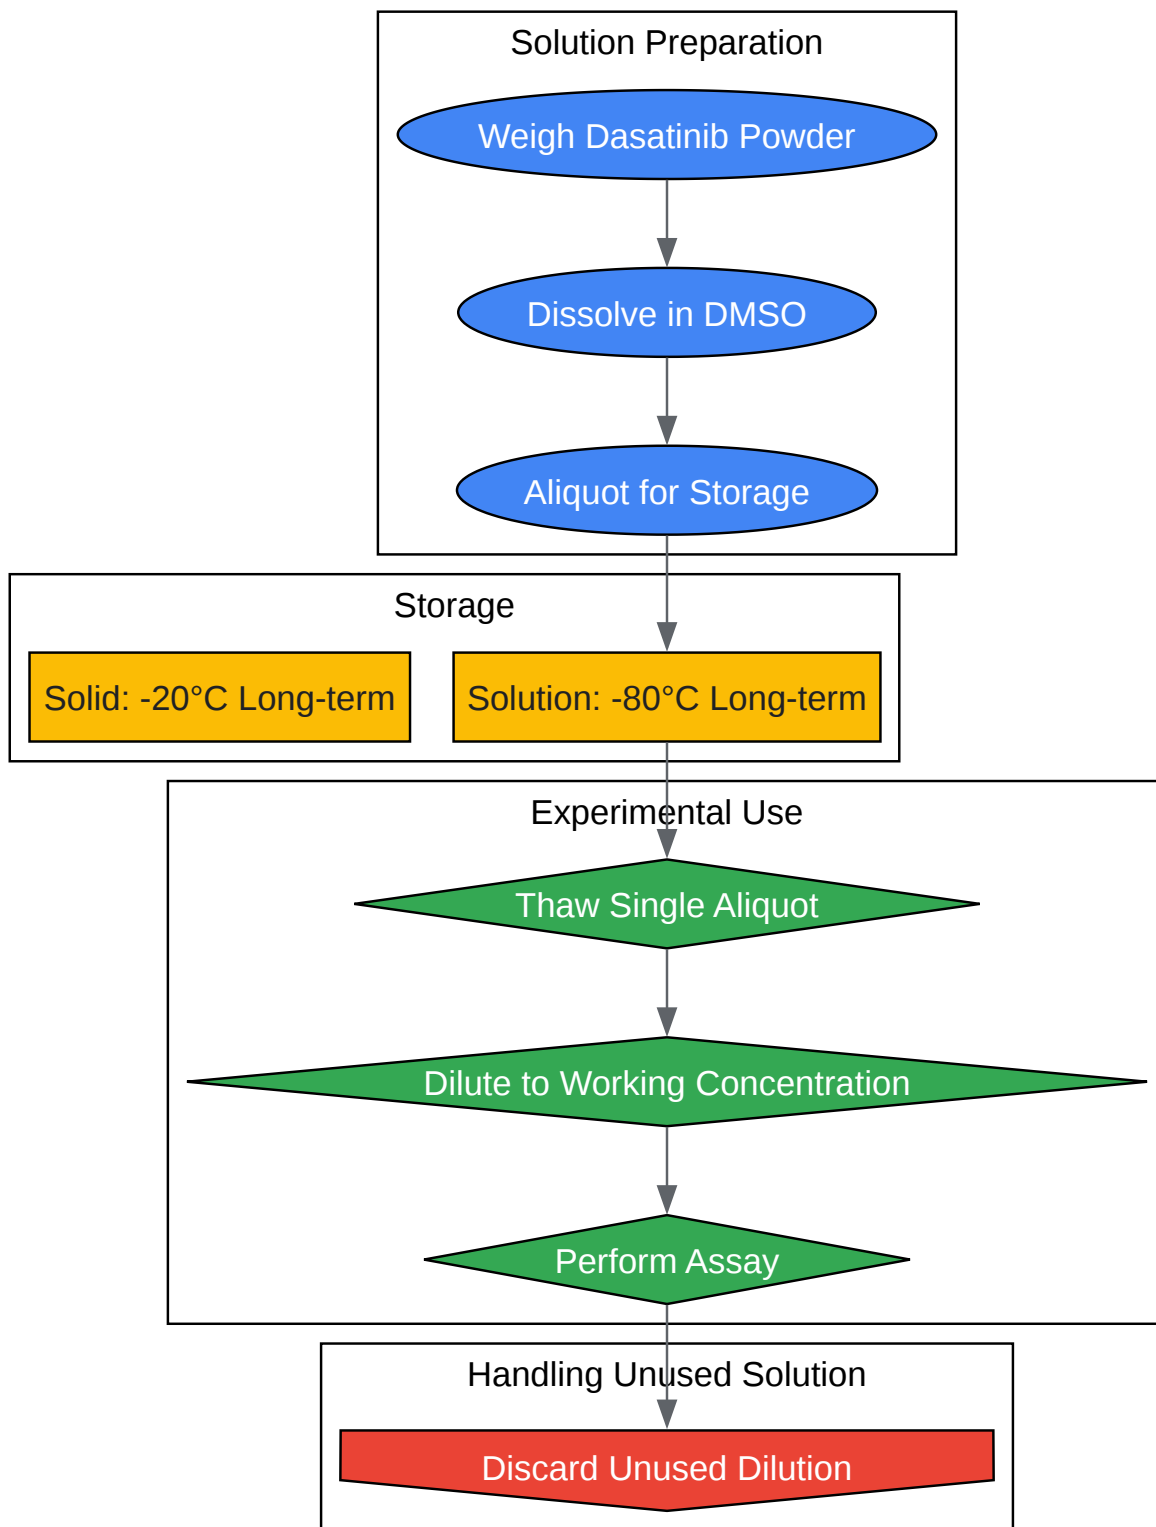 Solution Preparation
Weigh Dasatinib Powder
Dissolve in DMSO
Aliquot for Storage
Storage
Solid: -20°C Long-term
Solution: -80°C Long-term
Experimental Use
Thaw Single Aliquot
Dilute to Working Concentration
Perform Assay
Handling Unused Solution
Discard Unused Dilution